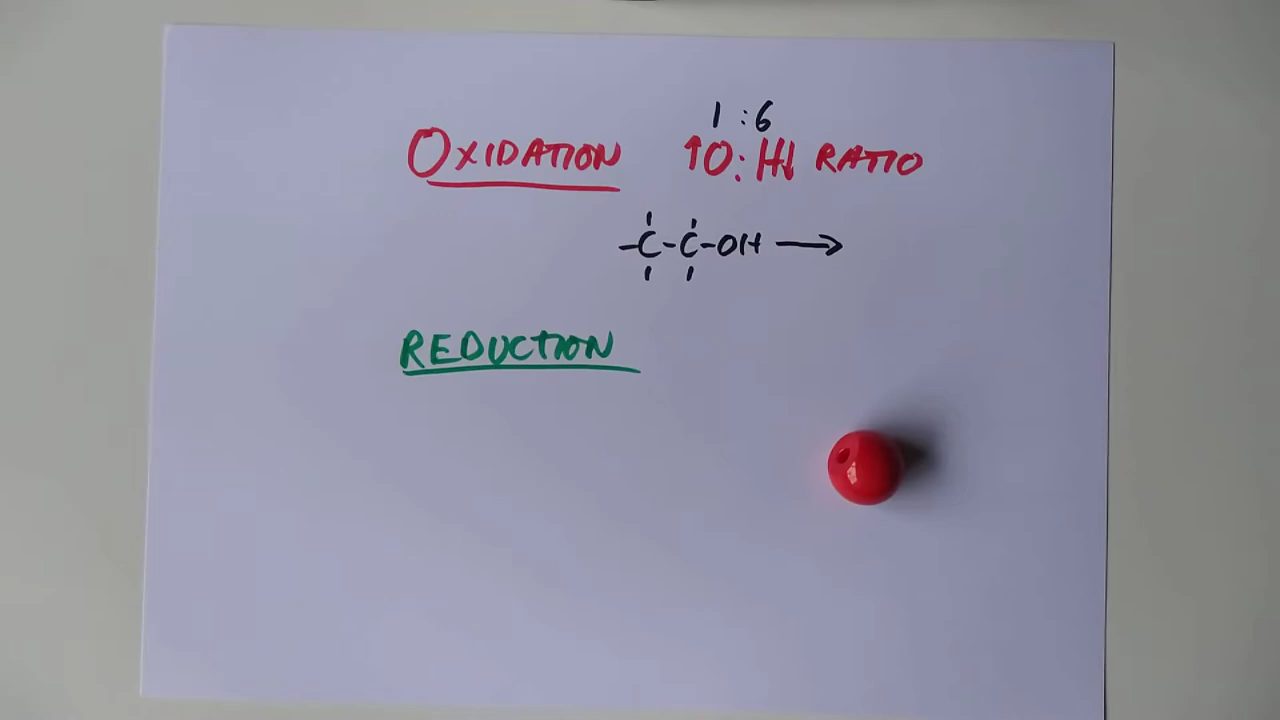 1 : 6
OXIDATION ↑O:H↓ RATIO
-C-C-OH →
REDUCTION